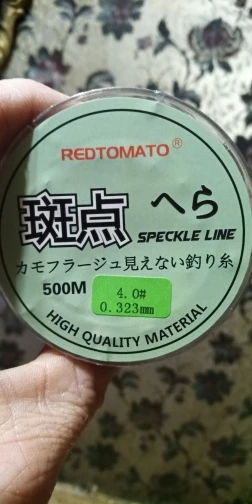 REDTOMATO®
斑点 へら
SPECKLE LINE
カモフラージュ見えない釣り糸
500M
4.0#
0.323mm
HIGH QUALITY MATERIAL